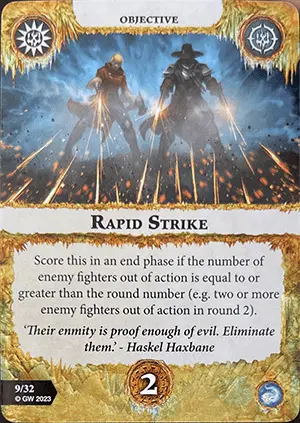 OBJECTIVE
RAPID STRIKE
Score this in an end phase if the number of
enemy fighters out of action is equal to or
greater than the round number (e.g. two or more
enemy fighters out of action in round 2).
‘Their enmity is proof enough of evil. Eliminate
them.’ - Haskel Haxbane
9/32
© GW 2023
2